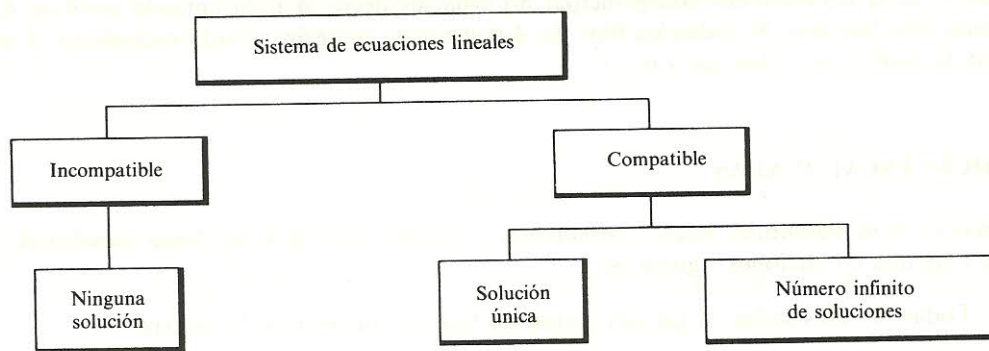 Sistema de ecuaciones lineales
Incompatible
Compatible
Ninguna
solución
Solución
única
Número infinito
de soluciones